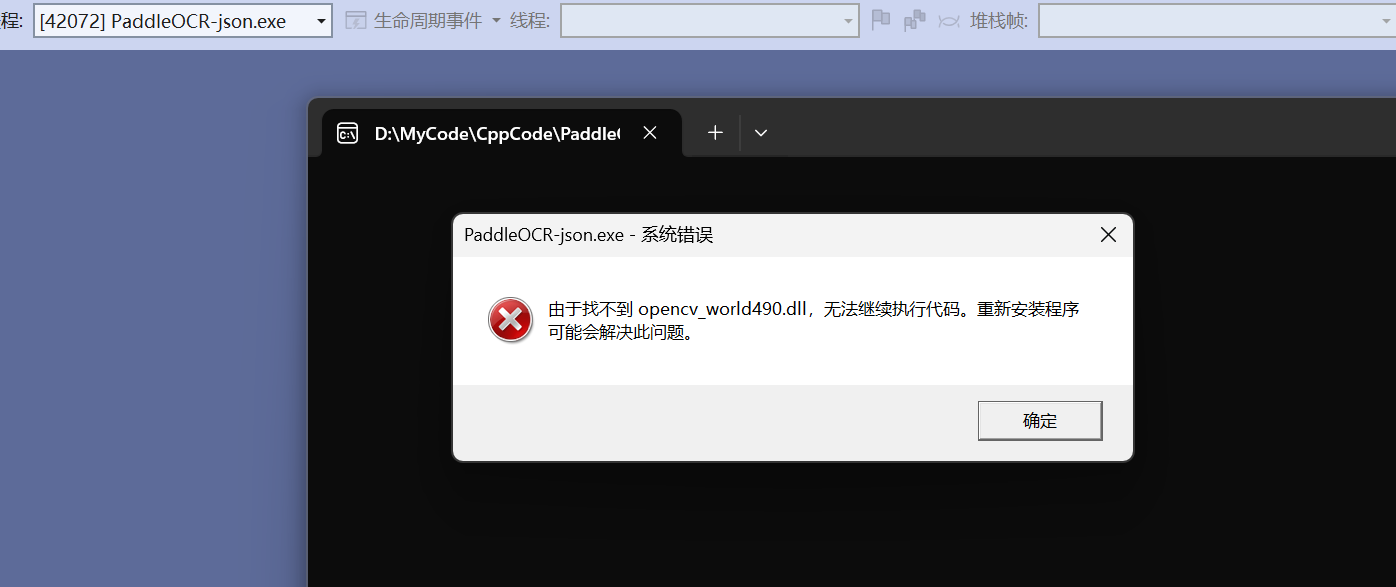 程: [42072] PaddleOCR-json.exe 生命周期事件 线程: 堆栈帧:
D:\MyCode\CppCode\Paddle
PaddleOCR-json.exe - 系统错误
由于找不到 opencv_world490.dll，无法继续执行代码。重新安装程序
可能会解决此问题。
确定